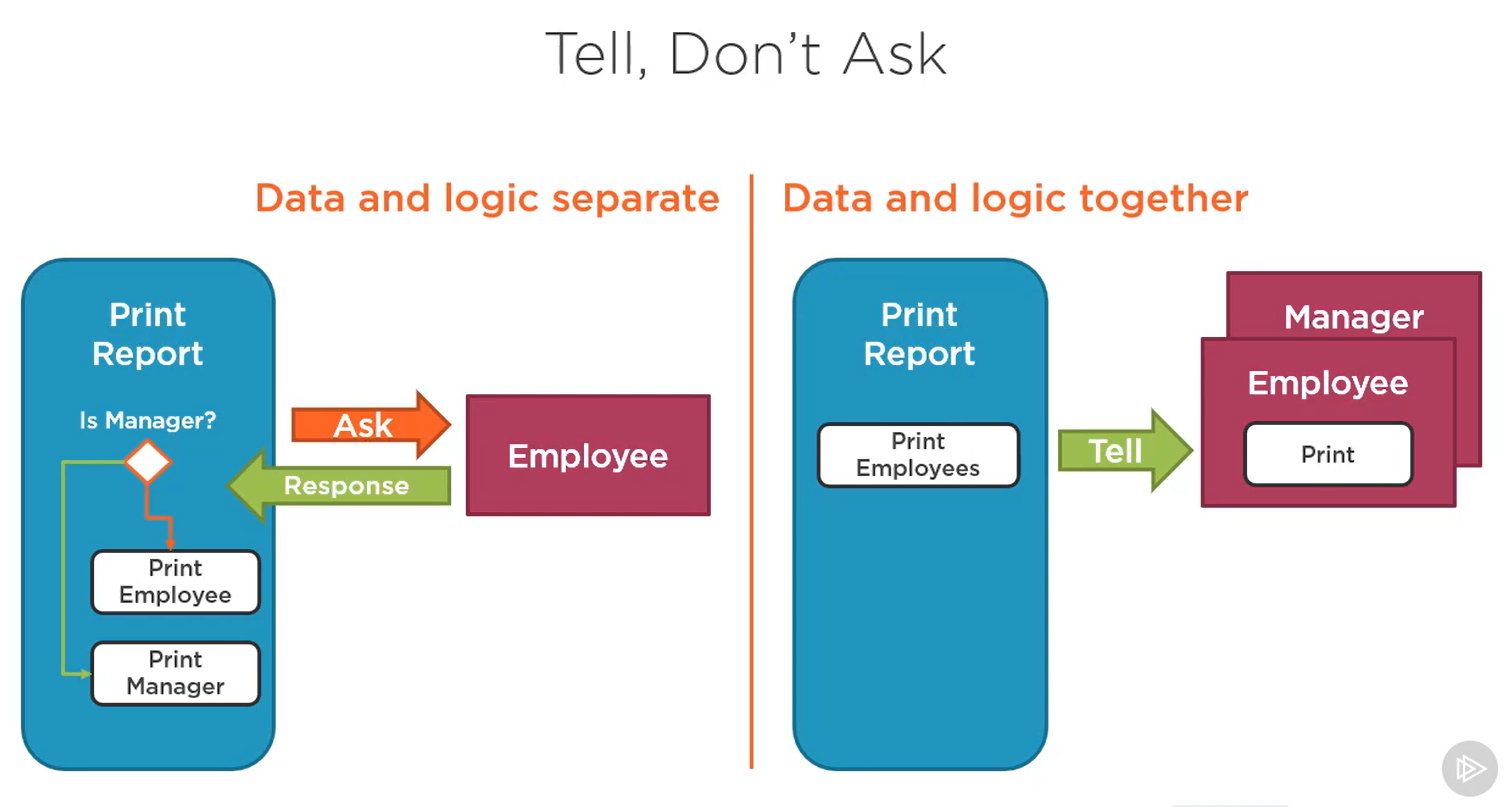 Tell, Don't Ask
Data and logic separate
Print
Report
Is Manager?
Ask
Response
Employee
Print
Employee
Print
Manager
Data and logic together
Print
Report
Print
Employees
Tell
Manager
Employee
Print